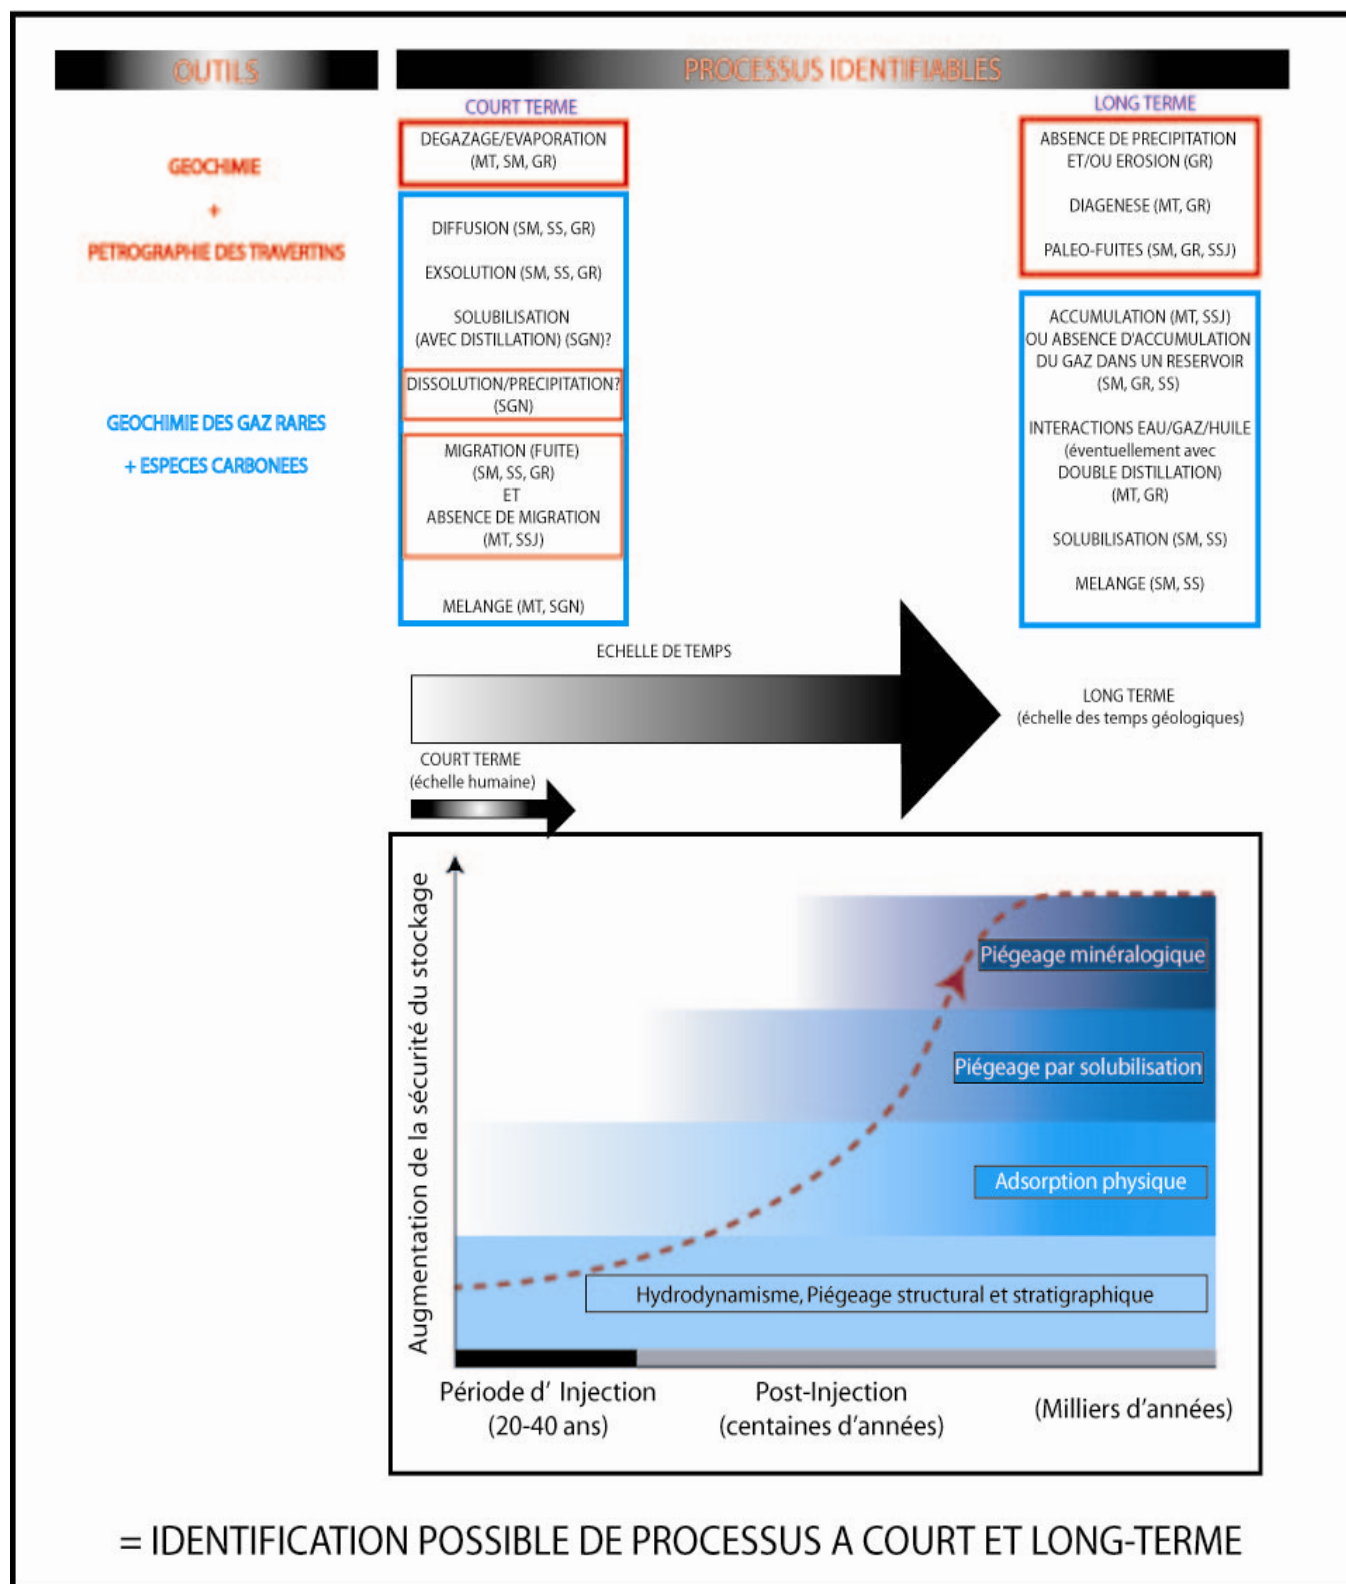 OUTILS
PROCESSUS IDENTIFIABLES
COURT TERME
LONG TERME
GEOCHIMIE
+
PETROGRAPHIE DES TRAVERTINS
GEOCHIMIE DES GAZ RARES
+ ESPECES CARBONEES
DEGAZAGE/EVAPORATION
(MT, SM, GR)
DIFFUSION (SM, SS, GR)
EXSOLUTION (SM, SS, GR)
SOLUBILISATION
(AVEC DISTILLATION) (SGN)?
DISSOLUTION/PRECIPITATION?
(SGN)
MIGRATION (FUITE)
(SM, SS, GR)
ET
ABSENCE DE MIGRATION
(MT, SSJ)
MELANGE (MT, SGN)
ABSENCE DE PRECIPITATION
ET/OU EROSION (GR)
DIAGENESE (MT, GR)
PALEO-FUITES (SM, GR, SSJ)
ACCUMULATION (MT, SSJ)
OU ABSENCE D'ACCUMULATION
DU GAZ DANS UN RESERVOIR
(SM, GR, SS)
INTERACTIONS EAU/GAZ/HUILE
(éventuellement avec
DOUBLE DISTILLATION)
(MT, GR)
SOLUBILISATION (SM, SS)
MELANGE (SM, SS)
ECHELLE DE TEMPS
LONG TERME
(échelle des temps géologiques)
COURT TERME
(échelle humaine)
Augmentation de la sécurité du stockage
Piégeage minéralogique
Piégeage par solubilisation
Adsorption physique
Hydrodynamisme, Piégeage structural et stratigraphique
Période d' Injection
(20-40 ans)
Post-Injection
(centaines d'années)
(Milliers d'années)
= IDENTIFICATION POSSIBLE DE PROCESSUS A COURT ET LONG-TERME